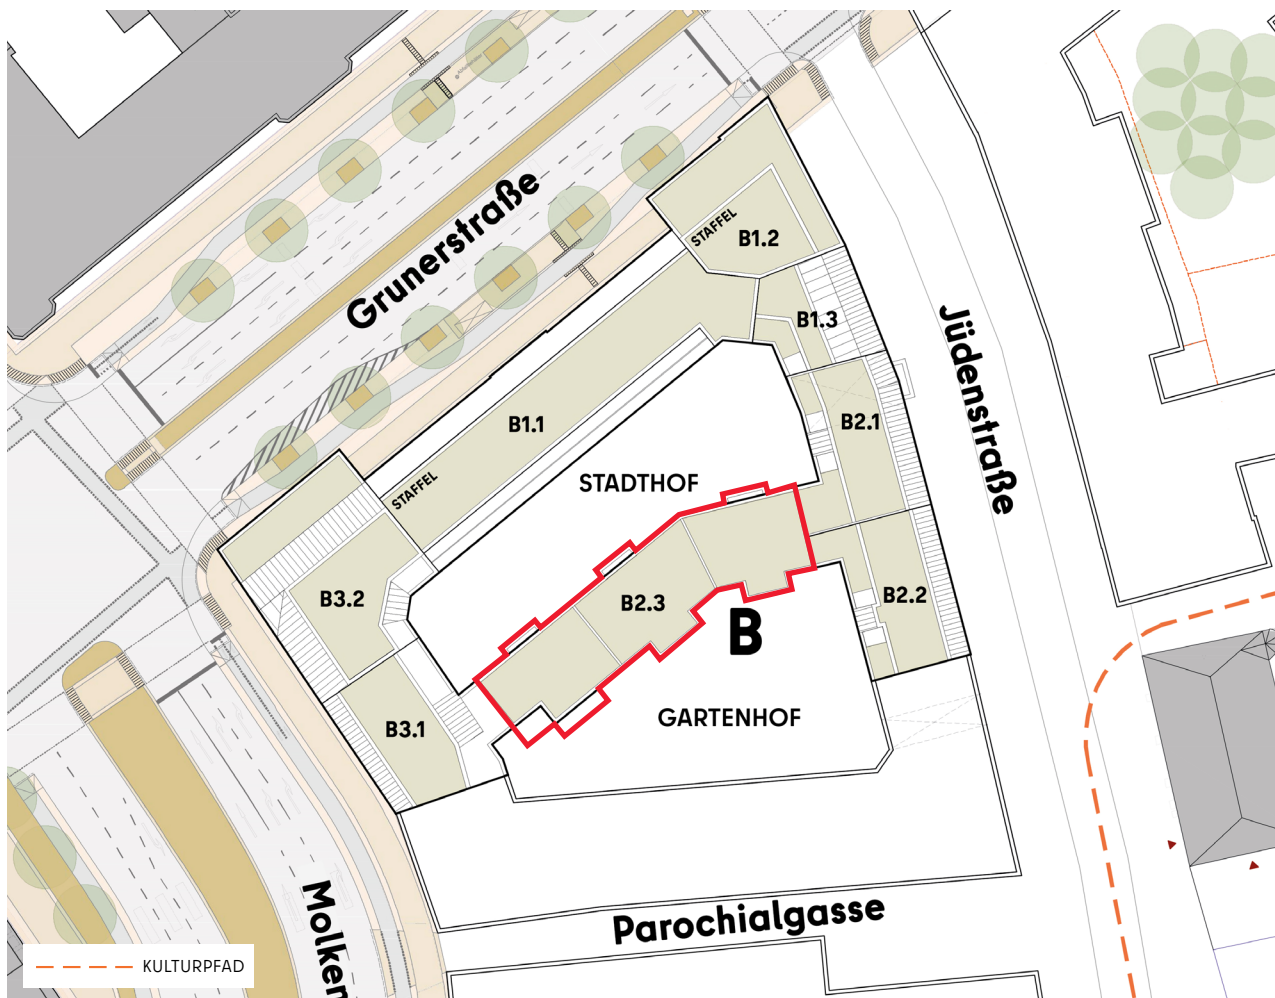 Grunerstraße
STAFFEL
B1.2
B1.3
Jüdenstraße
B1.1
B2.1
STAFFEL
STADTHOF
B3.2
B2.3
B2.2
B
B3.1
GARTENHOF
Molken
Parochialgasse
KULTURPFAD